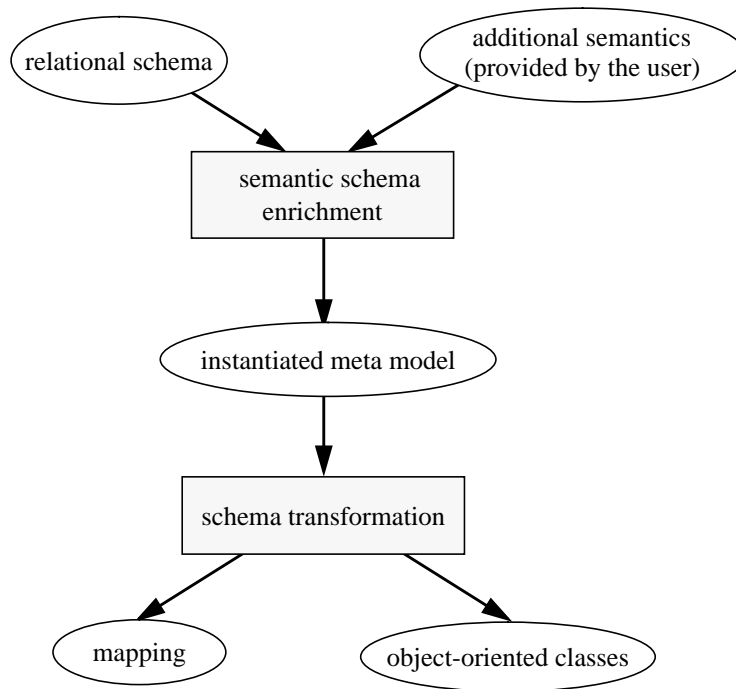 relational schema
additional semantics
(provided by the user)
semantic schema
enrichment
instantiated meta model
schema transformation
mapping
object-oriented classes